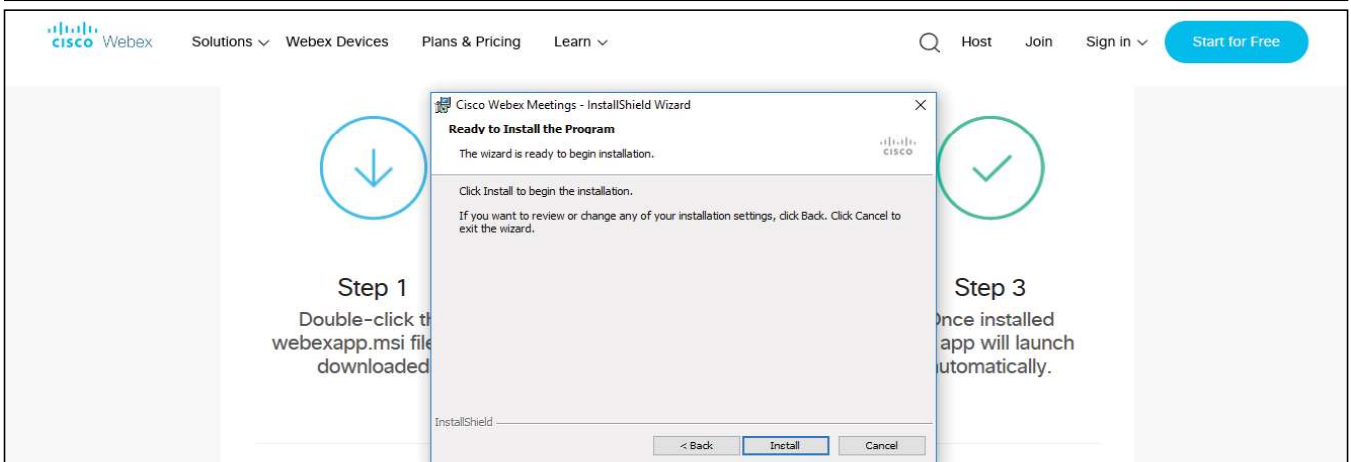 CISCO Webex Solutions Webex Devices Plans & Pricing Learn Host Join Sign in Start for Free
Cisco Webex Meetings - InstallShield Wizard
Ready to Install the Program
The wizard is ready to begin installation.
CISCO
Click Install to begin the installation.
If you want to review or change any of your installation settings, click Back. Click Cancel to
exit the wizard.
InstallShield
< Back Install Cancel
Step 1
Double-click th
webexapp.msi file
downloaded
Step 3
Once installed
app will launch
automatically.